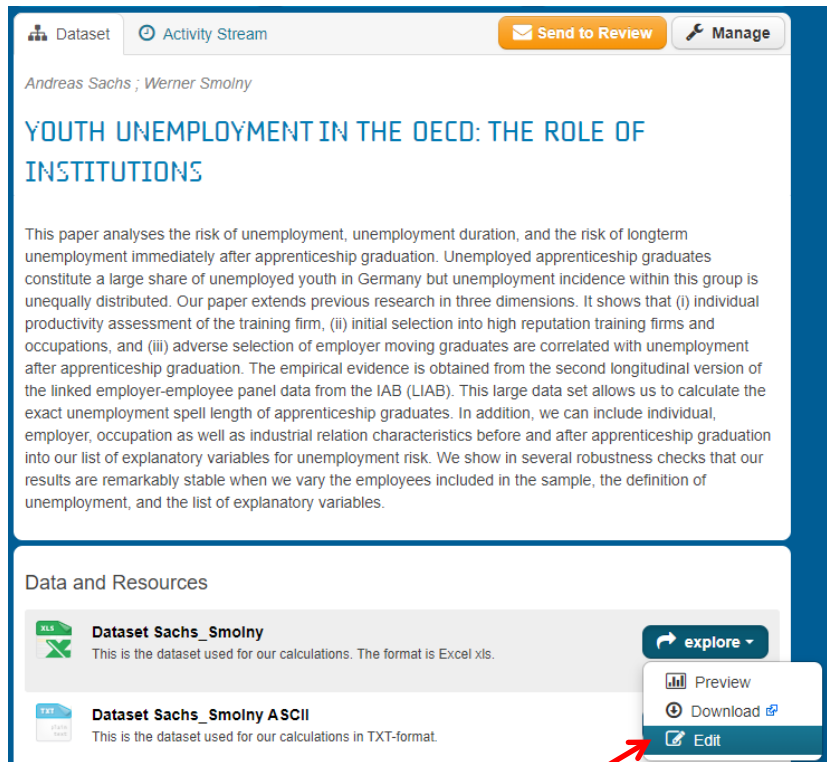 Dataset Activity Stream Send to Review Manage
Andreas Sachs ; Werner Smolny
YOUTH UNEMPLOYMENT IN THE OECD: THE ROLE OF
INSTITUTIONS
This paper analyses the risk of unemployment, unemployment duration, and the risk of longterm
unemployment immediately after apprenticeship graduation. Unemployed apprenticeship graduates
constitute a large share of unemployed youth in Germany but unemployment incidence within this group is
unequally distributed. Our paper extends previous research in three dimensions. It shows that (i) individual
productivity assessment of the training firm, (ii) initial selection into high reputation training firms and
occupations, and (iii) adverse selection of employer moving graduates are correlated with unemployment
after apprenticeship graduation. The empirical evidence is obtained from the second longitudinal version of
the linked employer-employee panel data from the IAB (LIAB). This large data set allows us to calculate the
exact unemployment spell length of apprenticeship graduates. In addition, we can include individual,
employer, occupation as well as industrial relation characteristics before and after apprenticeship graduation
into our list of explanatory variables for unemployment risk. We show in several robustness checks that our
results are remarkably stable when we vary the employees included in the sample, the definition of
unemployment, and the list of explanatory variables.
Data and Resources
XLS
Dataset Sachs_Smolny
This is the dataset used for our calculations. The format is Excel xls.
explore
Preview
Download
Edit
TXT
plain
text
Dataset Sachs_Smolny ASCII
This is the dataset used for our calculations in TXT-format.